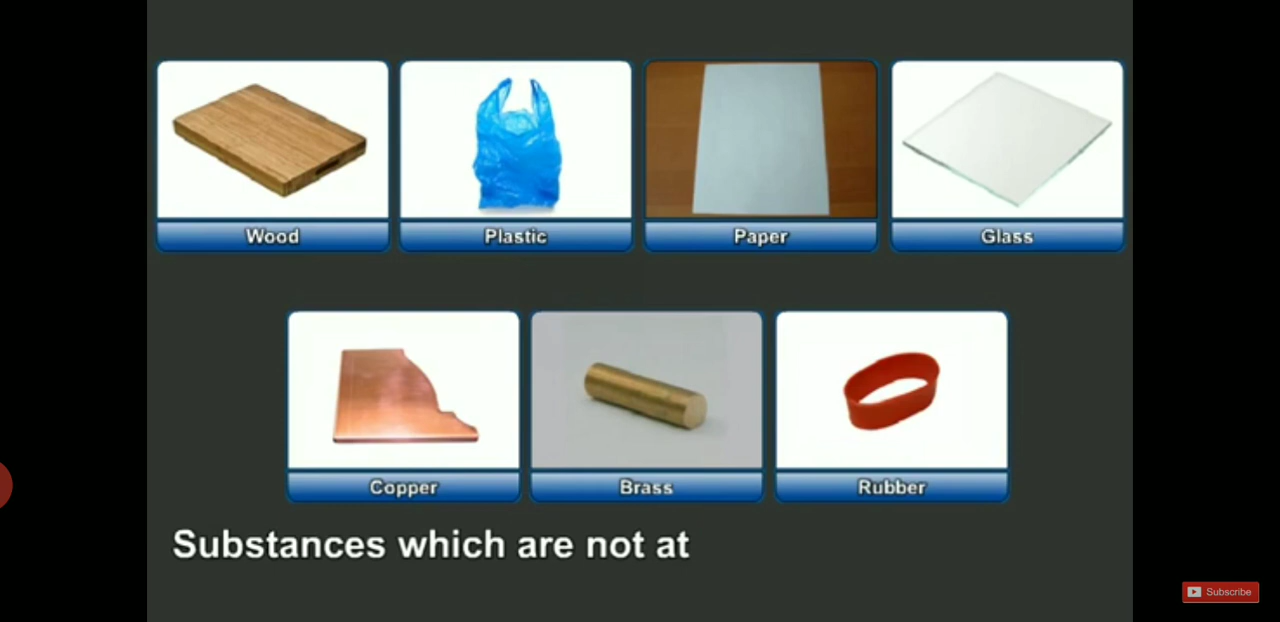 Wood
Plastic
Paper
Glass
Copper
Brass
Rubber
Substances which are not at
Subscribe